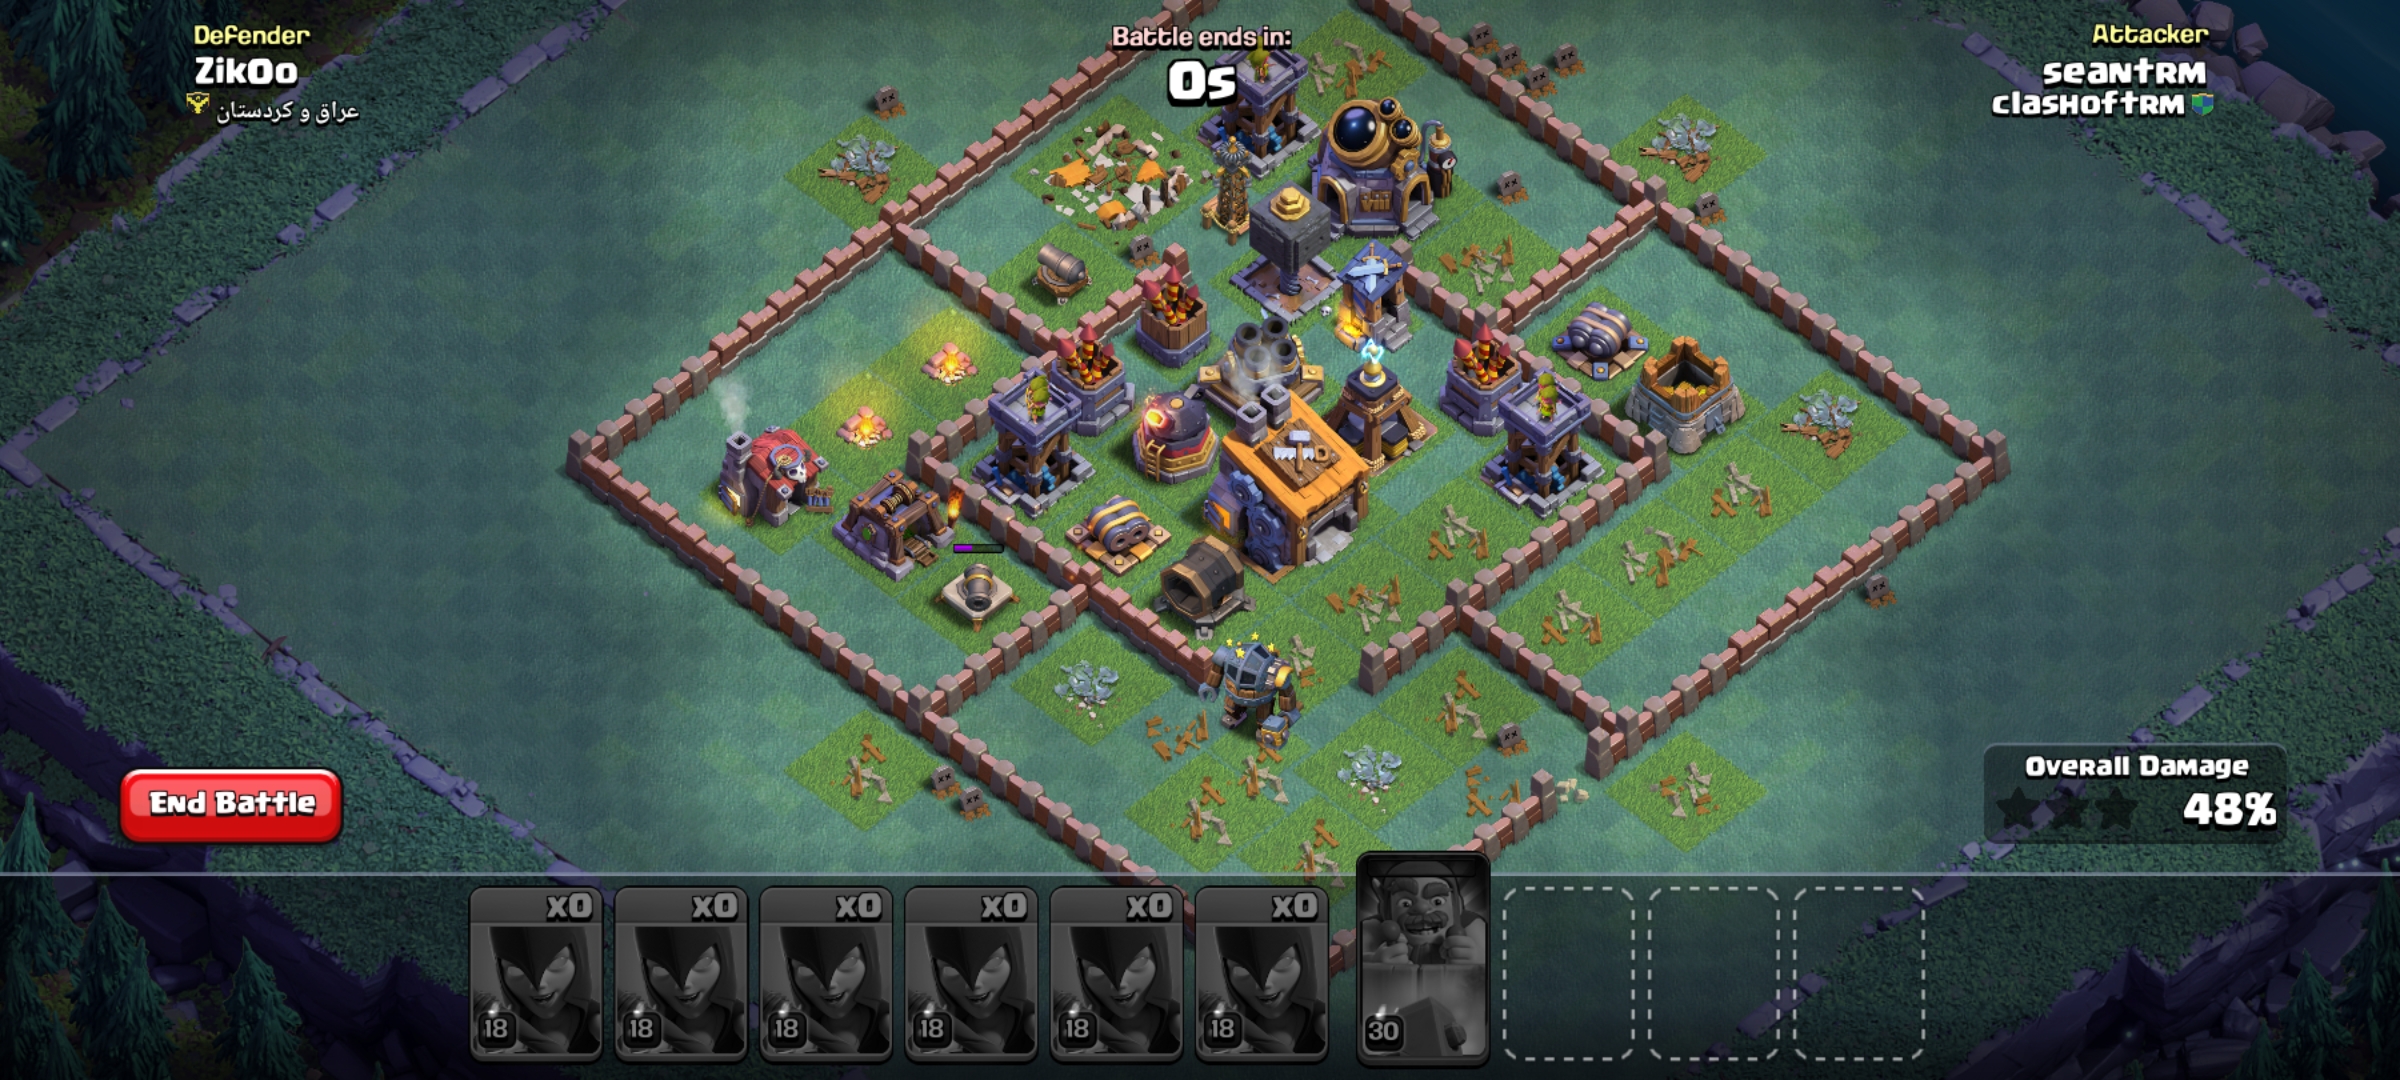 Defender
ZikOo
عراق و كردستان
Battle ends in:
0s
Attacker
seantRM
clashoftRM
End Battle
Overall Damage
48%
x0
x0
x0
x0
x0
x0
18
18
18
18
18
18
30